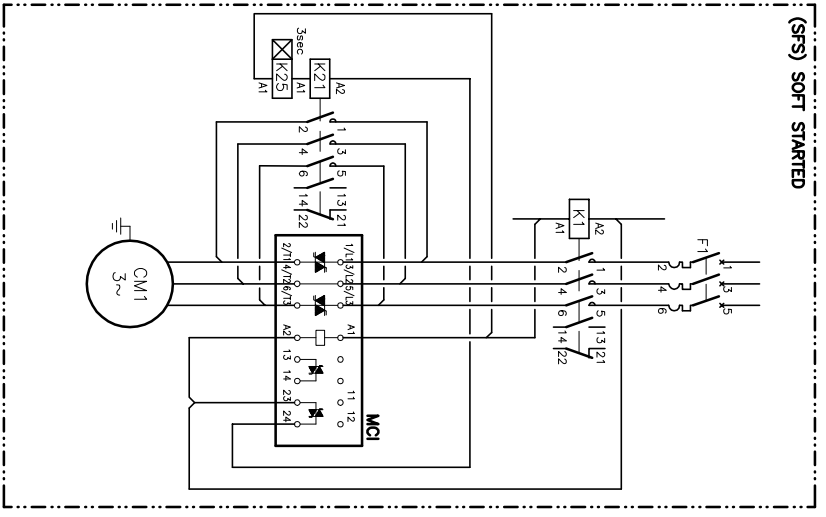 (SFS) SOFT STARTED
F1
1
3
5
2
4
6
A2
K1
A1
1
3
5
13
21
2
4
6
14
22
3sec
K25
A1
A1
K21
A2
1
3
5
13
21
2
4
6
14
22
1/L1
3/L2
5/L3
2/T1
4/T2
6/T3
A1
A2
13
14
11
23
12
24
MCI
CM1
3~